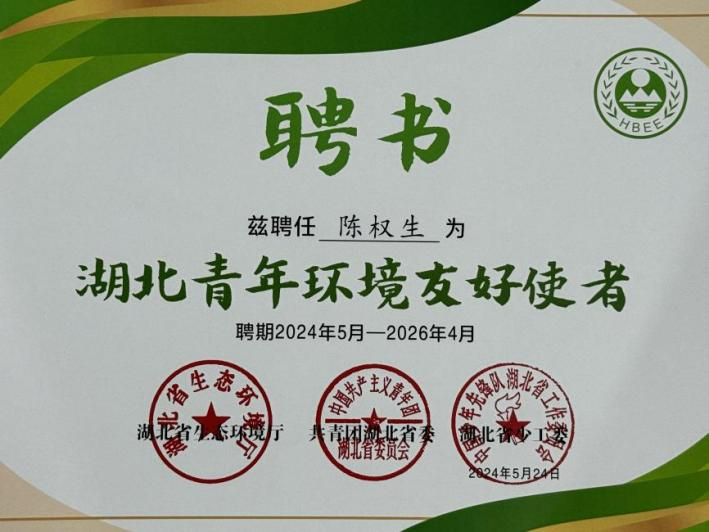 HBEE
聘书
兹聘任 陈权生 为
湖北青年环境友好使者
聘期2024年5月—2026年4月
湖北省生态环境厅 共青团湖北省委 湖北省少工委
湖北省生态环境厅
中国共产主义青年团
湖北省委员会
中国少年先锋队湖北省工作委员会
2024年5月24日